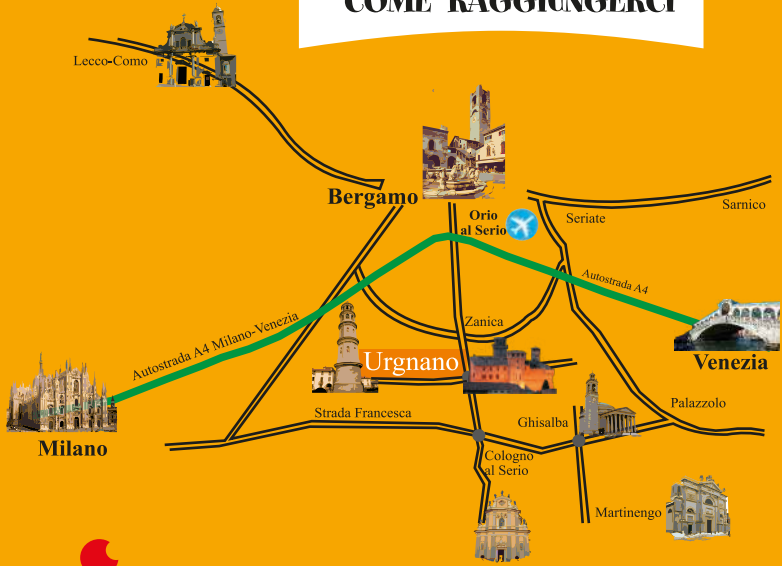 COME RAGGIUNGERCI
Lecco-Como
Bergamo
Orio
al Serio
Seriate
Sarnico
Autostrada A4
Autostrada A4 Milano-Venezia
Zanica
Urgnano
Venezia
Milano
Strada Francesca
Ghisalba
Palazzolo
Cologno
al Serio
Martinengo